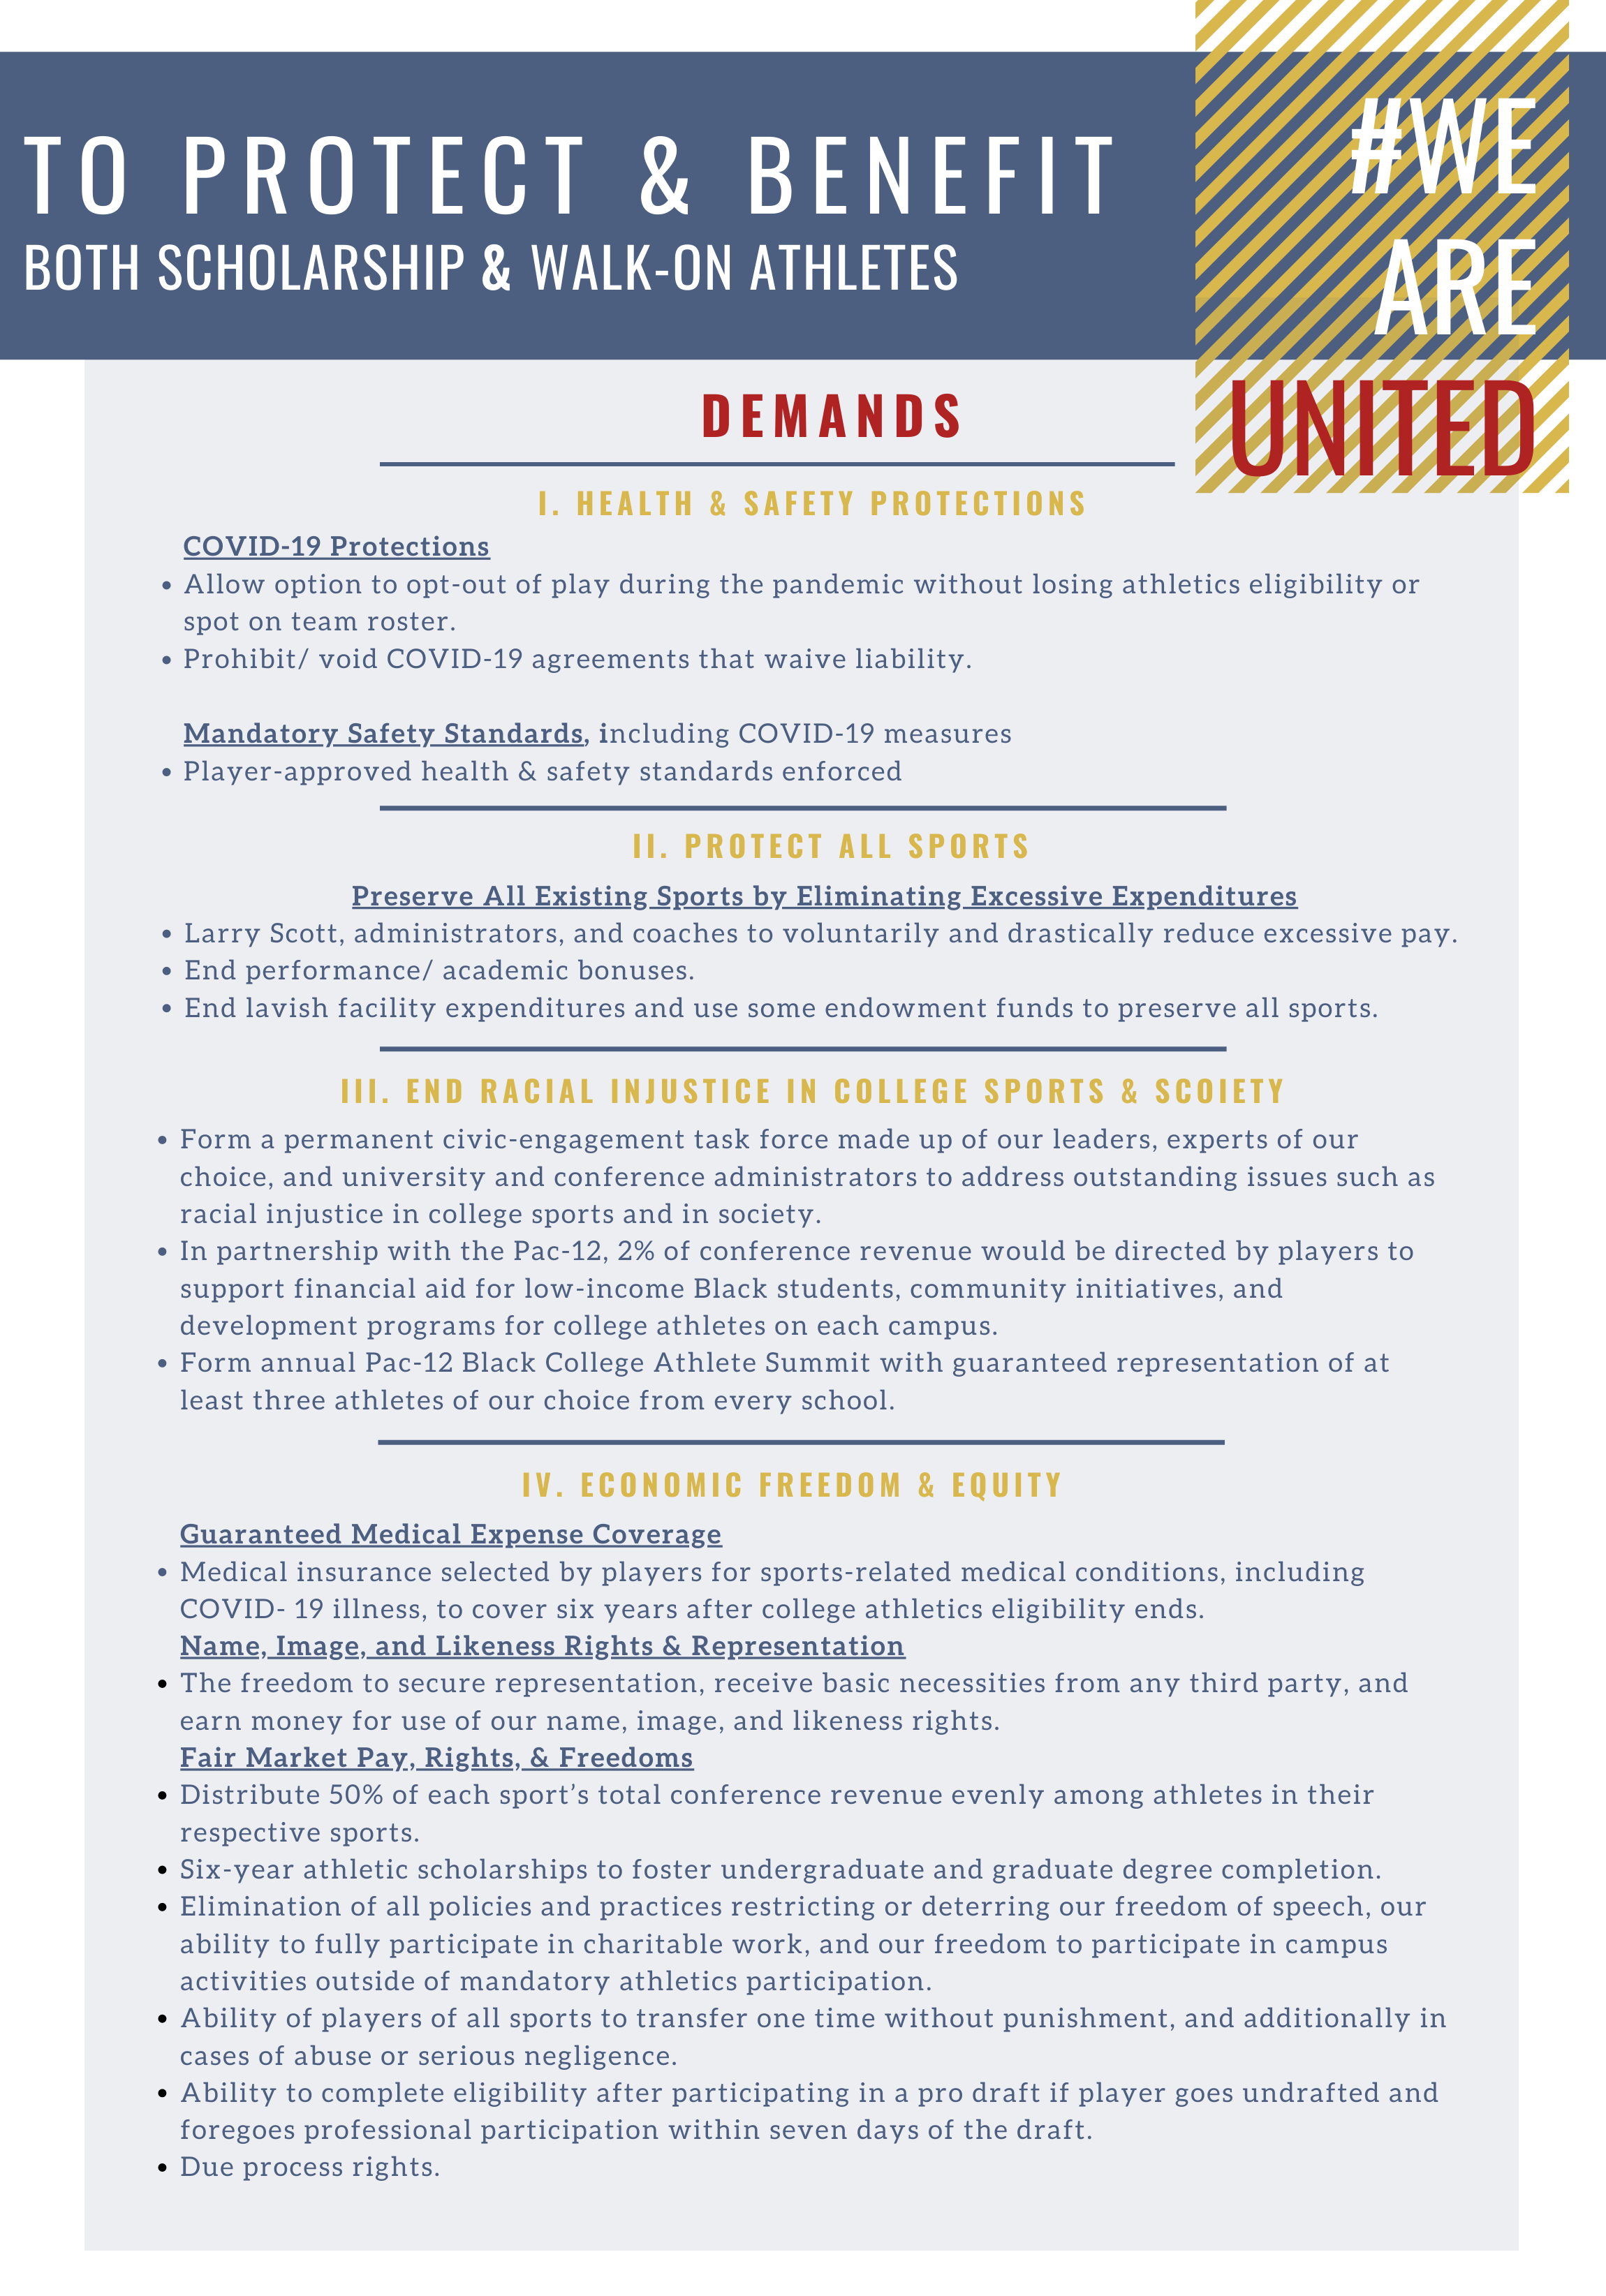 TO PROTECT & BENEFIT
BOTH SCHOLARSHIP & WALK-ON ATHLETES
#WE
ARE
UNITED
DEMANDS
I. HEALTH & SAFETY PROTECTIONS
COVID-19 Protections
• Allow option to opt-out of play during the pandemic without losing athletics eligibility or
spot on team roster.
• Prohibit/ void COVID-19 agreements that waive liability.
Mandatory Safety Standards, including COVID-19 measures
• Player-approved health & safety standards enforced
II. PROTECT ALL SPORTS
Preserve All Existing Sports by Eliminating Excessive Expenditures
• Larry Scott, administrators, and coaches to voluntarily and drastically reduce excessive pay.
• End performance/ academic bonuses.
• End lavish facility expenditures and use some endowment funds to preserve all sports.
III. END RACIAL INJUSTICE IN COLLEGE SPORTS & SCOIETY
• Form a permanent civic-engagement task force made up of our leaders, experts of our
choice, and university and conference administrators to address outstanding issues such as
racial injustice in college sports and in society.
• In partnership with the Pac-12, 2% of conference revenue would be directed by players to
support financial aid for low-income Black students, community initiatives, and
development programs for college athletes on each campus.
• Form annual Pac-12 Black College Athlete Summit with guaranteed representation of at
least three athletes of our choice from every school.
IV. ECONOMIC FREEDOM & EQUITY
Guaranteed Medical Expense Coverage
• Medical insurance selected by players for sports-related medical conditions, including
COVID- 19 illness, to cover six years after college athletics eligibility ends.
Name, Image, and Likeness Rights & Representation
• The freedom to secure representation, receive basic necessities from any third party, and
earn money for use of our name, image, and likeness rights.
Fair Market Pay, Rights, & Freedoms
• Distribute 50% of each sport’s total conference revenue evenly among athletes in their
respective sports.
• Six-year athletic scholarships to foster undergraduate and graduate degree completion.
• Elimination of all policies and practices restricting or deterring our freedom of speech, our
ability to fully participate in charitable work, and our freedom to participate in campus
activities outside of mandatory athletics participation.
• Ability of players of all sports to transfer one time without punishment, and additionally in
cases of abuse or serious negligence.
• Ability to complete eligibility after participating in a pro draft if player goes undrafted and
foregoes professional participation within seven days of the draft.
• Due process rights.